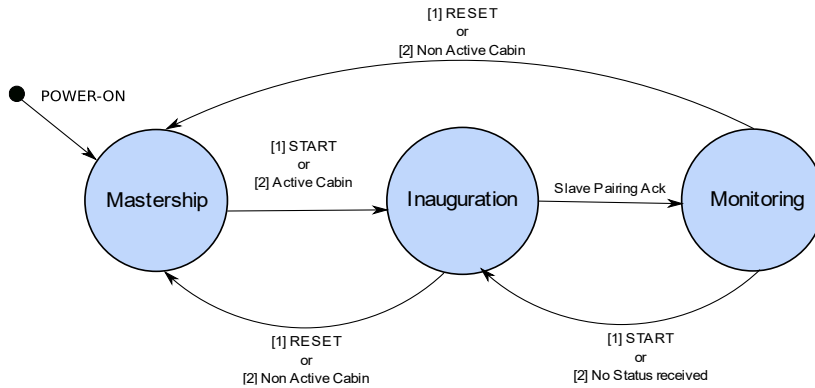 [1] RESET
or
[2] Non Active Cabin
POWER-ON
[1] START
or
[2] Active Cabin
Mastership
Inauguration
Slave Pairing Ack
Monitoring
[1] RESET
or
[2] Non Active Cabin
[1] START
or
[2] No Status received